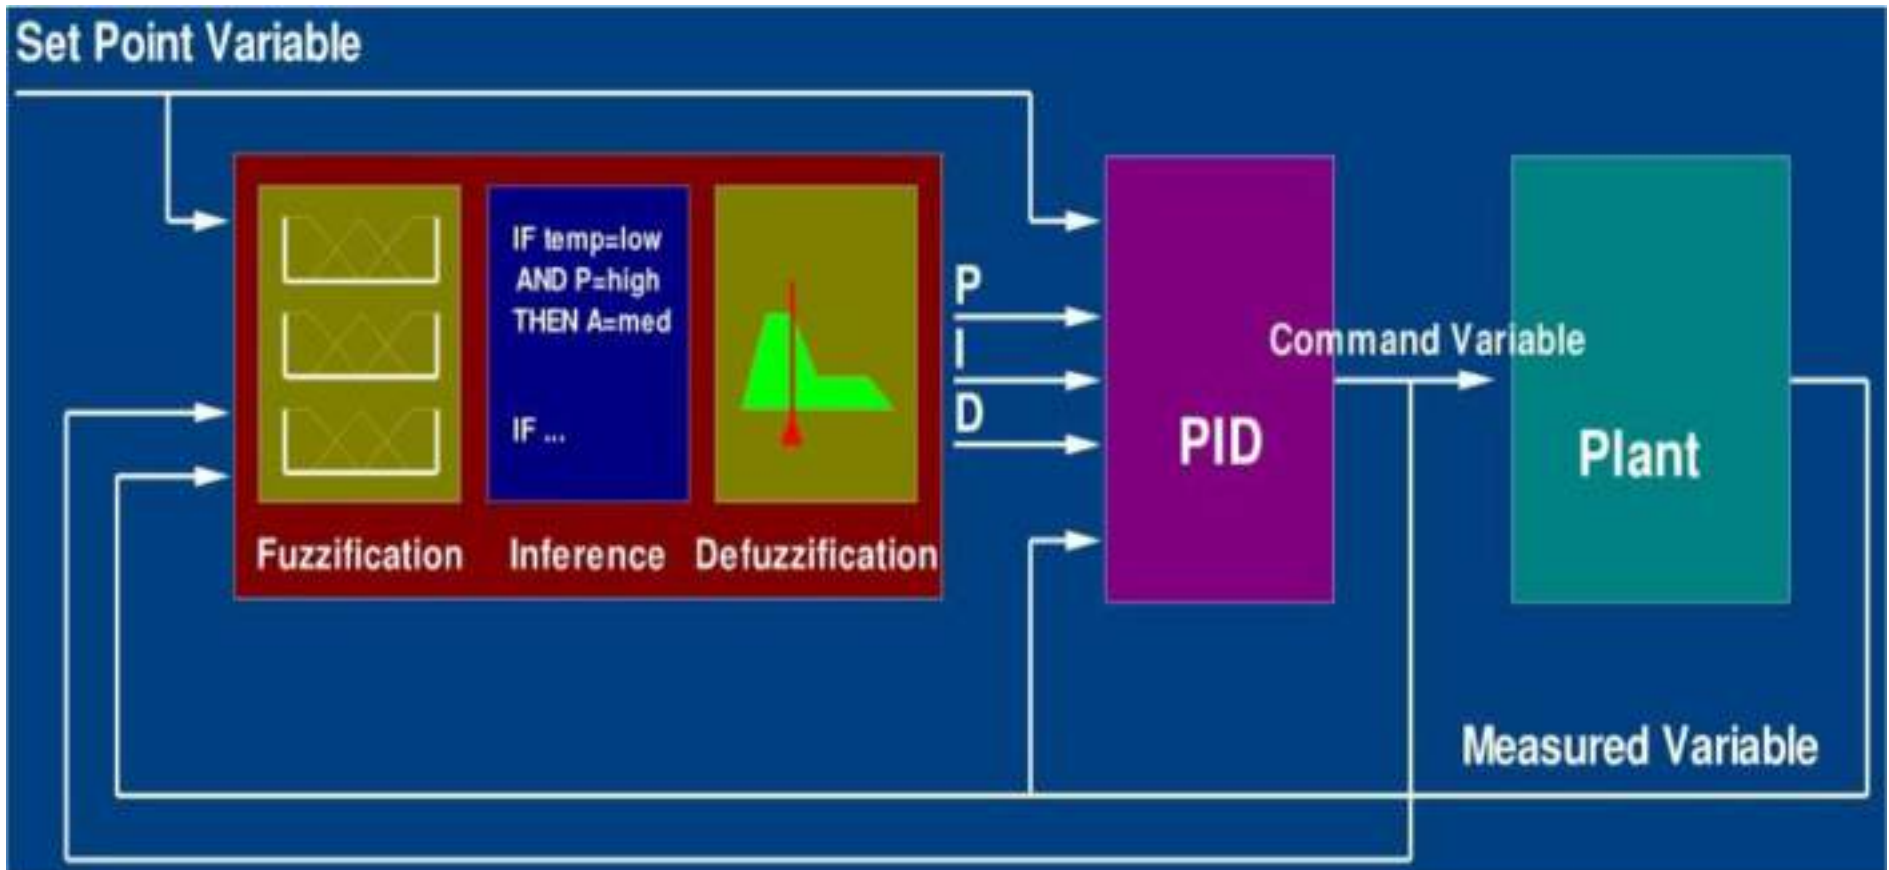 Set Point Variable
IF temp=low
AND P=high
THEN A=med
IF ...
Fuzzification
Inference
Defuzzification
P
I
D
PID
Command Variable
Plant
Measured Variable